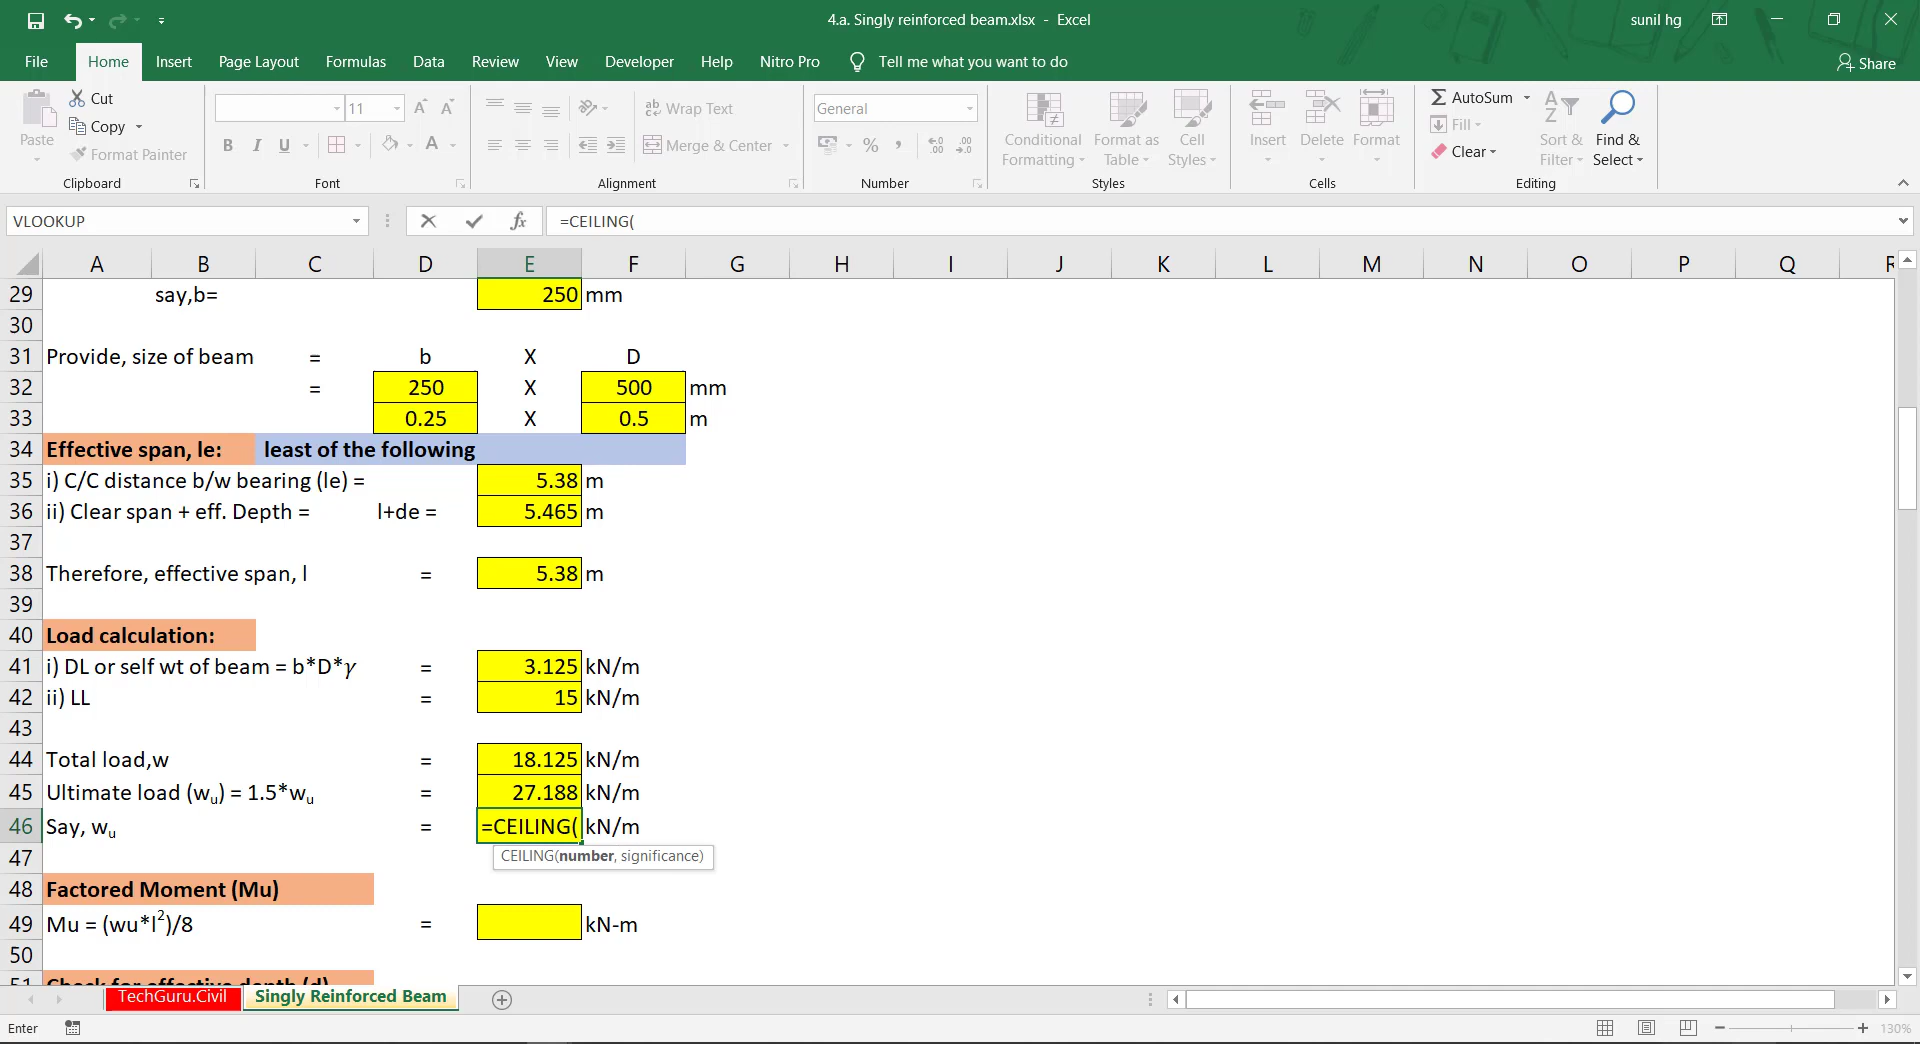 4.a. Singly reinforced beam.xlsx - Excel
sunil hg
File Home Insert Page Layout Formulas Data Review View Developer Help Nitro Pro Tell me what you want to do
Share
Paste
Cut
Copy
Format Painter
Clipboard
11
B I U
Font
Wrap Text
Merge & Center
Alignment
General
%
Number
Conditional Formatting
Format as Table
Cell Styles
Styles
Insert Delete Format
Cells
AutoSum
Fill
Clear
Sort & Filter
Find & Select
Editing
VLOOKUP fx =CEILING(
A B C D E F G H I J K L M N O P Q R
29 say,b= 250 mm
30
31 Provide, size of beam = b X D
32 = 250 X 500 mm
33 0.25 X 0.5 m
34 Effective span, le: least of the following
35 i) C/C distance b/w bearing (le) = 5.38 m
36 ii) Clear span + eff. Depth = l+de = 5.465 m
37
38 Therefore, effective span, l = 5.38 m
39
40 Load calculation:
41 i) DL or self wt of beam = b*D*γ = 3.125 kN/m
42 ii) LL = 15 kN/m
43
44 Total load,w = 18.125 kN/m
45 Ultimate load (wu) = 1.5*wu = 27.188 kN/m
46 Say, wu = =CEILING( kN/m
47 CEILING(number, significance)
48 Factored Moment (Mu)
49 Mu = (wu*l2)/8 = kN-m
50
51 Check for effective depth (d)
TechGuru.Civil Singly Reinforced Beam
Enter
130%